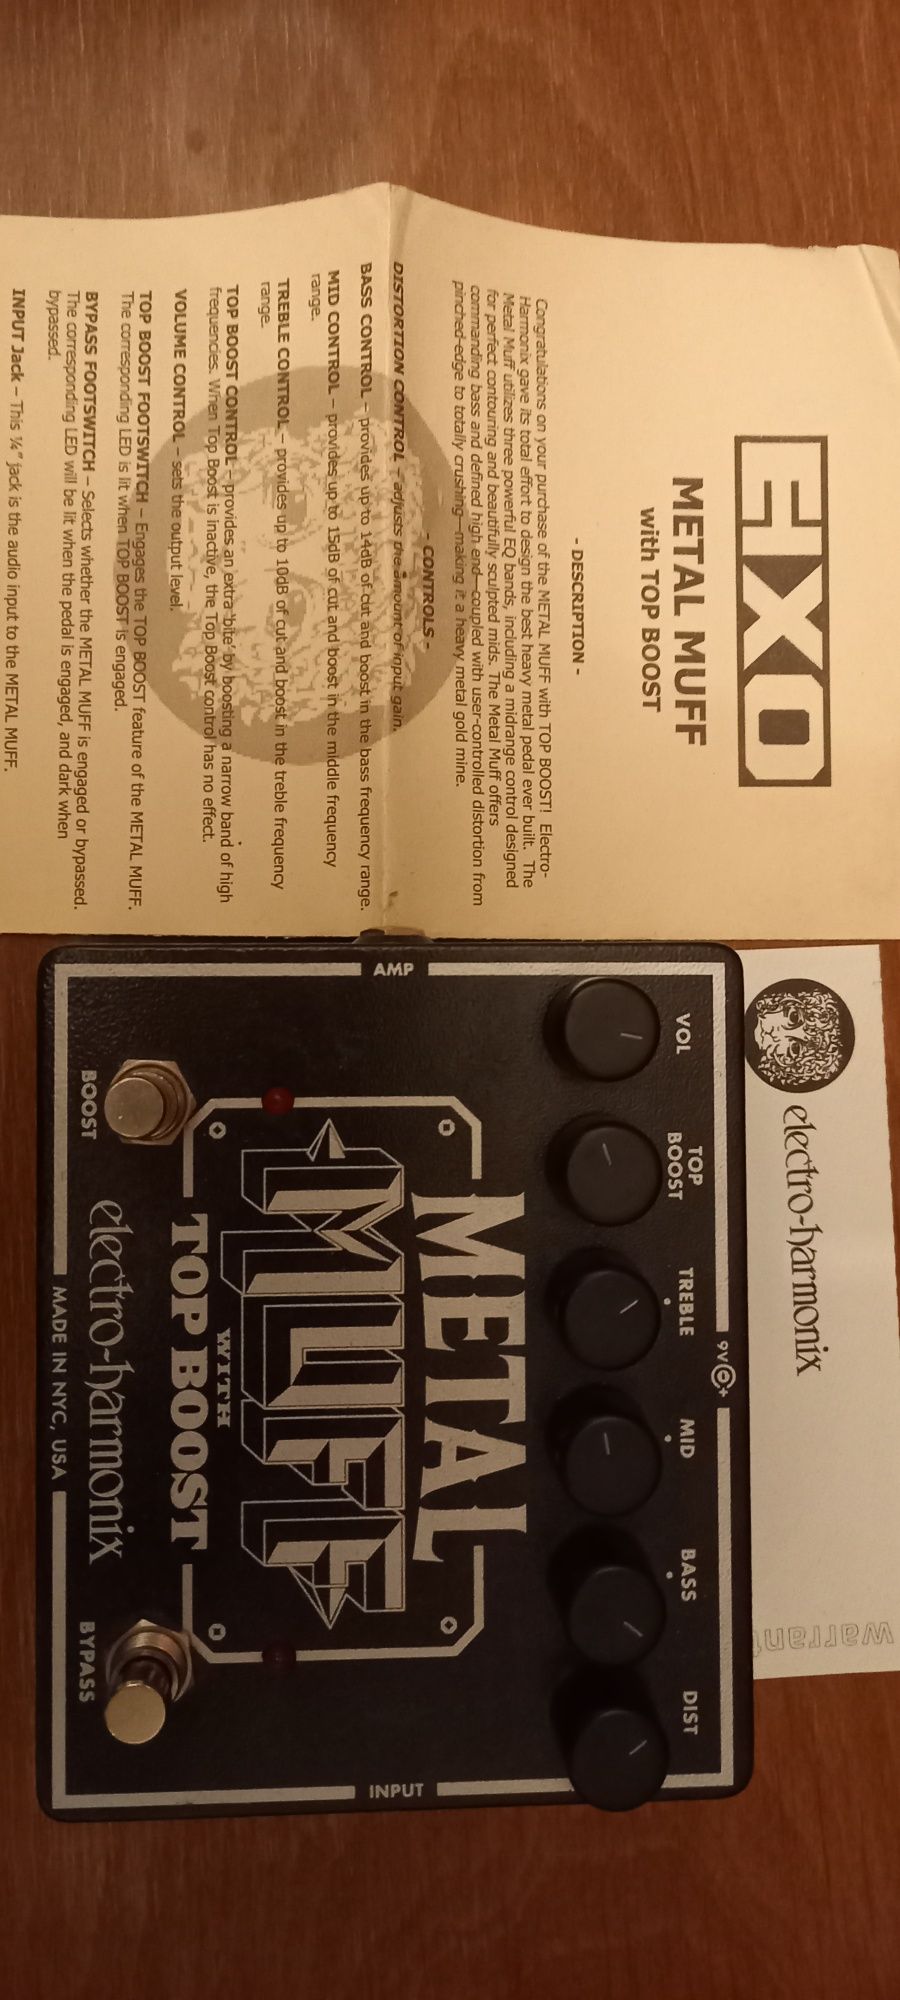 EHX
METAL MUFF
with TOP BOOST
- DESCRIPTION -
Congratulations on your purchase of the METAL MUFF with TOP BOOST! Electro-
Harmonix gave its total effort to design the best heavy metal pedal ever built. The
Metal Muff utilizes three powerful EQ bands, including a midrange control designed
for perfect contouring and beautifully sculpted mids. The Metal Muff offers
commanding bass and defined high end—coupled with user-controlled distortion from
pinched-edge to totally crushing—making it a heavy metal gold mine.
- CONTROLS -
DISTORTION CONTROL – adjusts the amount of input gain.
BASS CONTROL – provides up to 14dB of cut and boost in the bass frequency range.
MID CONTROL – provides up to 15dB of cut and boost in the middle frequency
range.
TREBLE CONTROL – provides up to 10dB of cut and boost in the treble frequency
range.
TOP BOOST CONTROL – provides an extra 'bite' by boosting a narrow band of high
frequencies. When Top Boost is inactive, the Top Boost control has no effect.
VOLUME CONTROL – sets the output level.
TOP BOOST FOOTSWITCH – Engages the TOP BOOST feature of the METAL MUFF.
The corresponding LED is lit when TOP BOOST is engaged.
BYPASS FOOTSWITCH – Selects whether the METAL MUFF is engaged or bypassed.
The corresponding LED will be lit when the pedal is engaged, and dark when
bypassed.
INPUT Jack – This ¼" jack is the audio input to the METAL MUFF.
electro-harmonix
warrant
9V +
VOL
TOP
BOOST
TREBLE
MID
BASS
DIST
AMP
INPUT
METAL
MUFF
WITH
TOP BOOST
BOOST
electro-harmonix
BYPASS
MADE IN NYC, USA